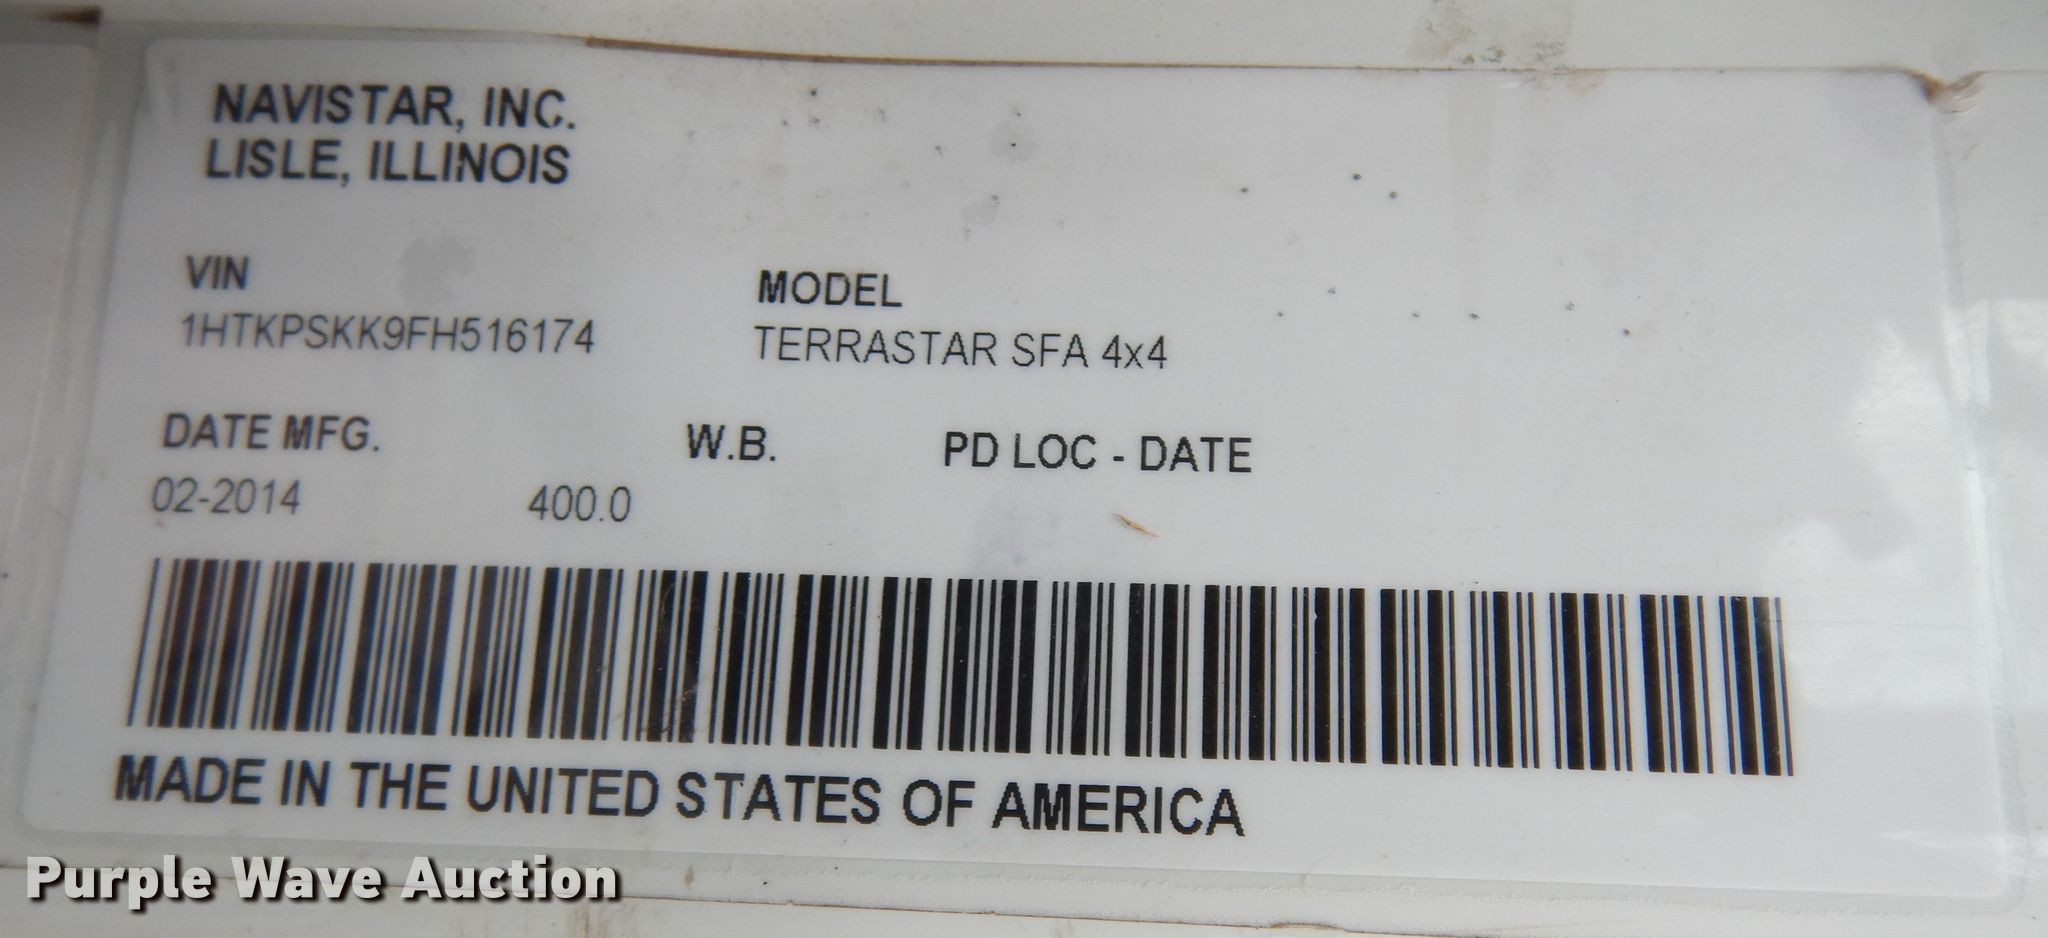 NAVISTAR, INC.
LISLE, ILLINOIS
VIN
1HTKPSKK9FH516174
MODEL
TERRASTAR SFA 4x4
DATE MFG. W.B. PD LOC - DATE
02-2014 400.0
MADE IN THE UNITED STATES OF AMERICA
Purple Wave Auction